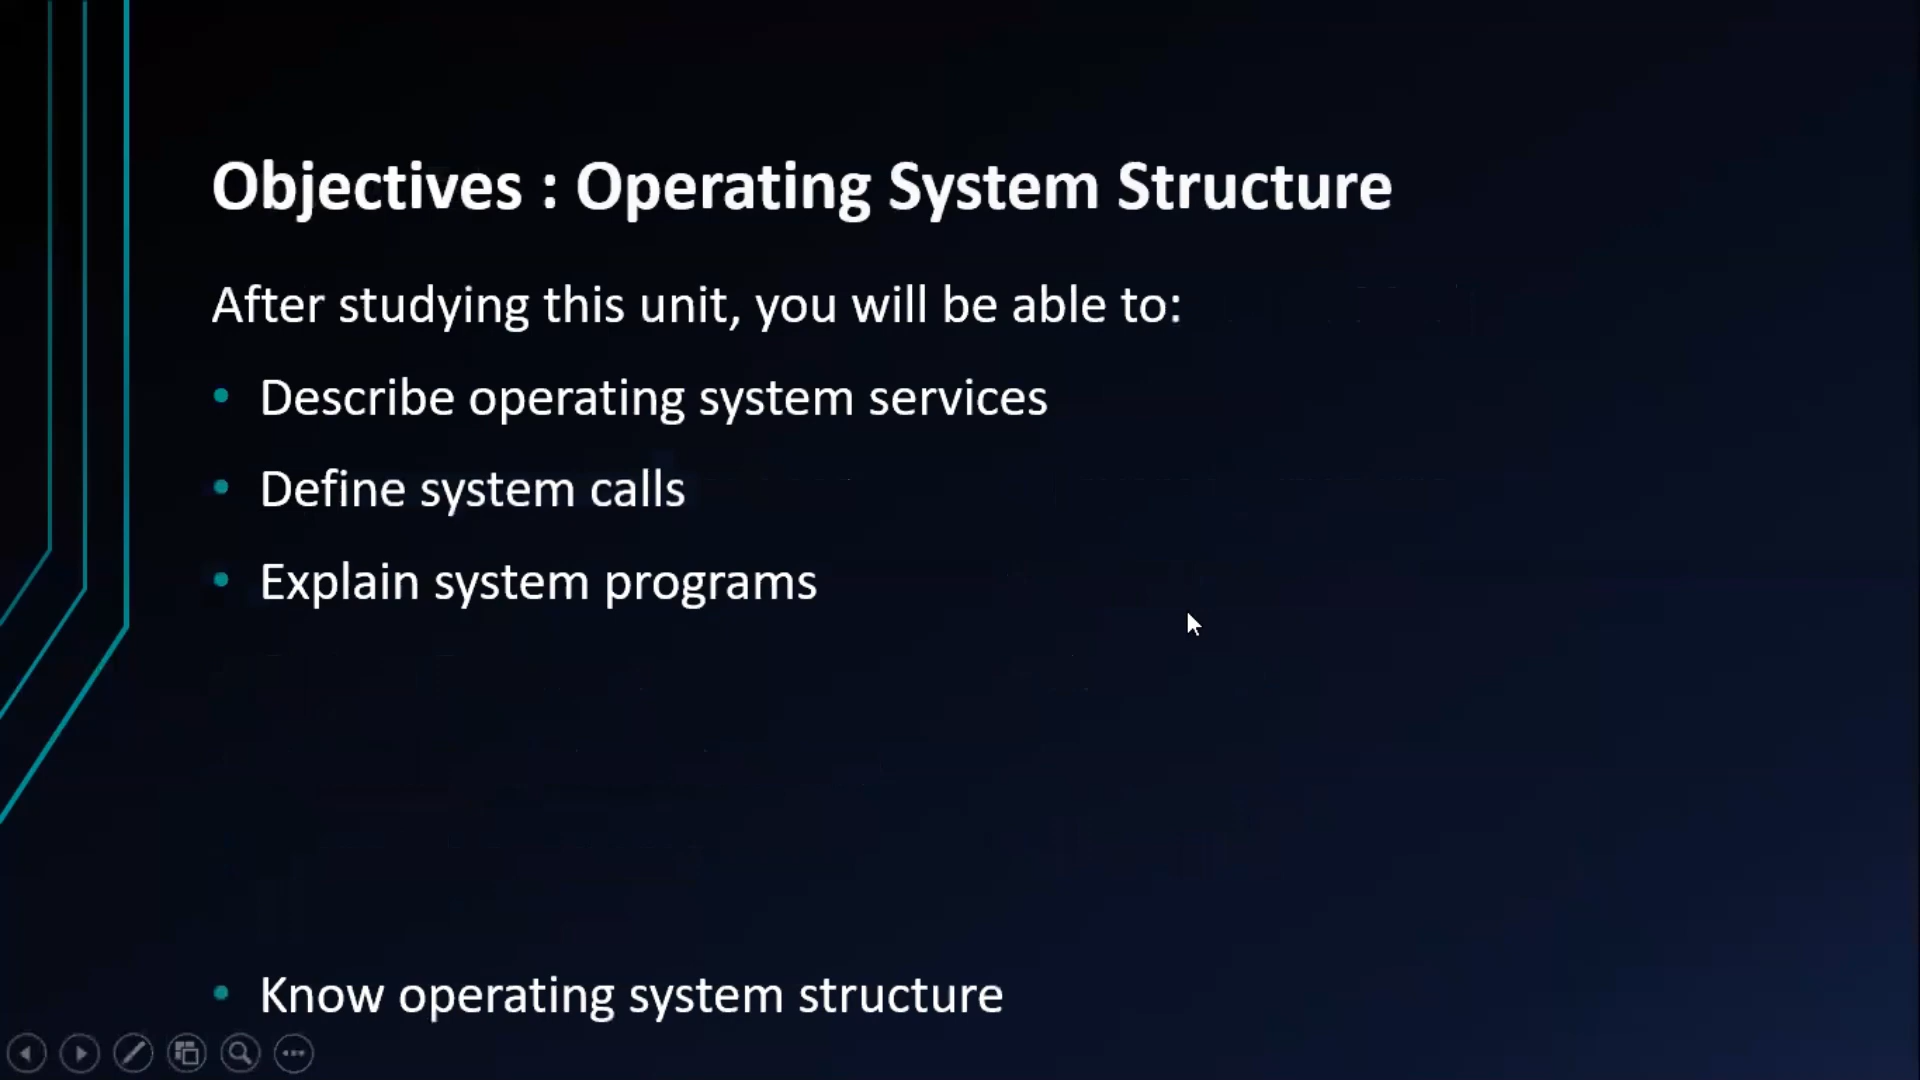 Objectives : Operating System Structure
After studying this unit, you will be able to:
• Describe operating system services
• Define system calls
• Explain system programs
• Know operating system structure